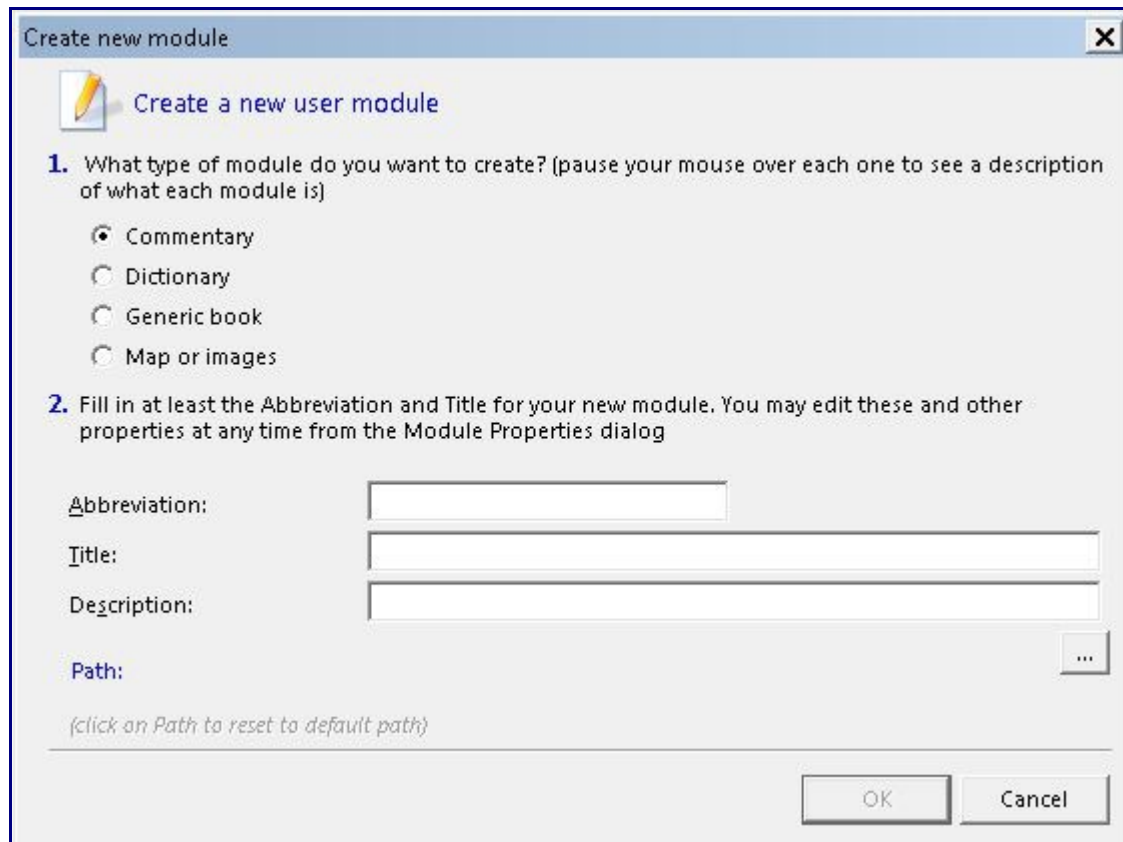 Create new module
Create a new user module
1. What type of module do you want to create? (pause your mouse over each one to see a description
of what each module is)
Commentary
Dictionary
Generic book
Map or images
2. Fill in at least the Abbreviation and Title for your new module. You may edit these and other
properties at any time from the Module Properties dialog
Abbreviation:
Title:
Description:
...
Path:
(click on Path to reset to default path)
OK Cancel